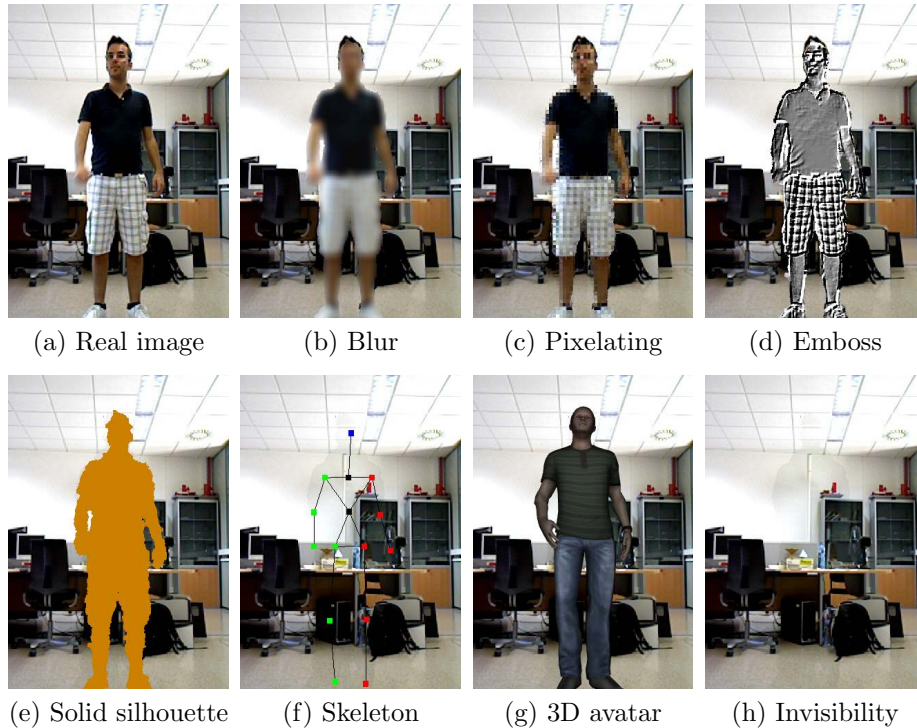 (a) Real image
(b) Blur
(c) Pixelating
(d) Emboss
(e) Solid silhouette
(f) Skeleton
(g) 3D avatar
(h) Invisibility